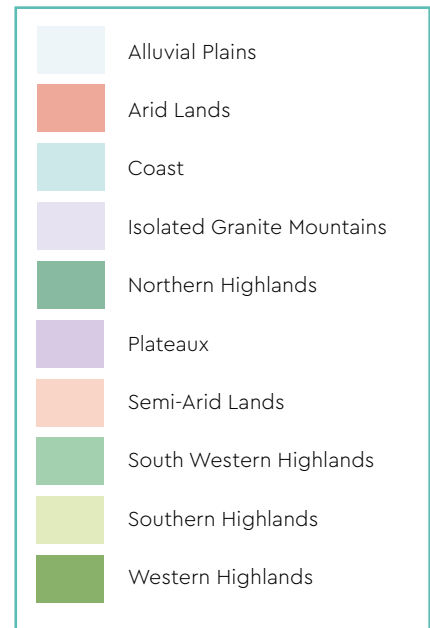 Alluvial Plains
Arid Lands
Coast
Isolated Granite Mountains
Northern Highlands
Plateaux
Semi-Arid Lands
South Western Highlands
Southern Highlands
Western Highlands